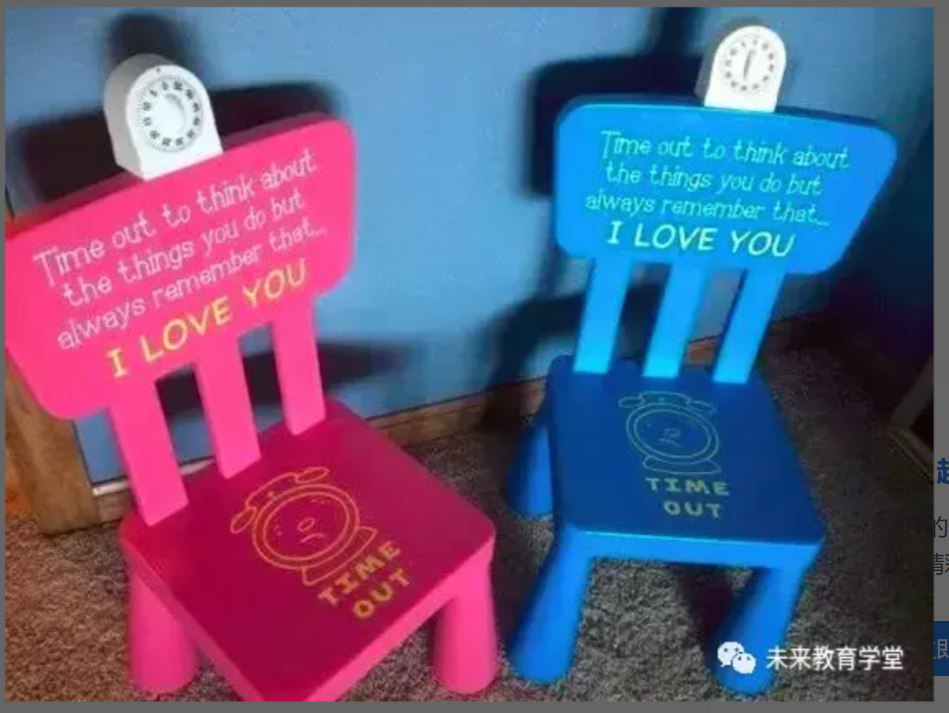 Time out to think about
the things you do but
always remember that...
I LOVE YOU
TIME
OUT
Time out to think about
the things you do but
always remember that...
I LOVE YOU
TIME
OUT
未来教育学堂